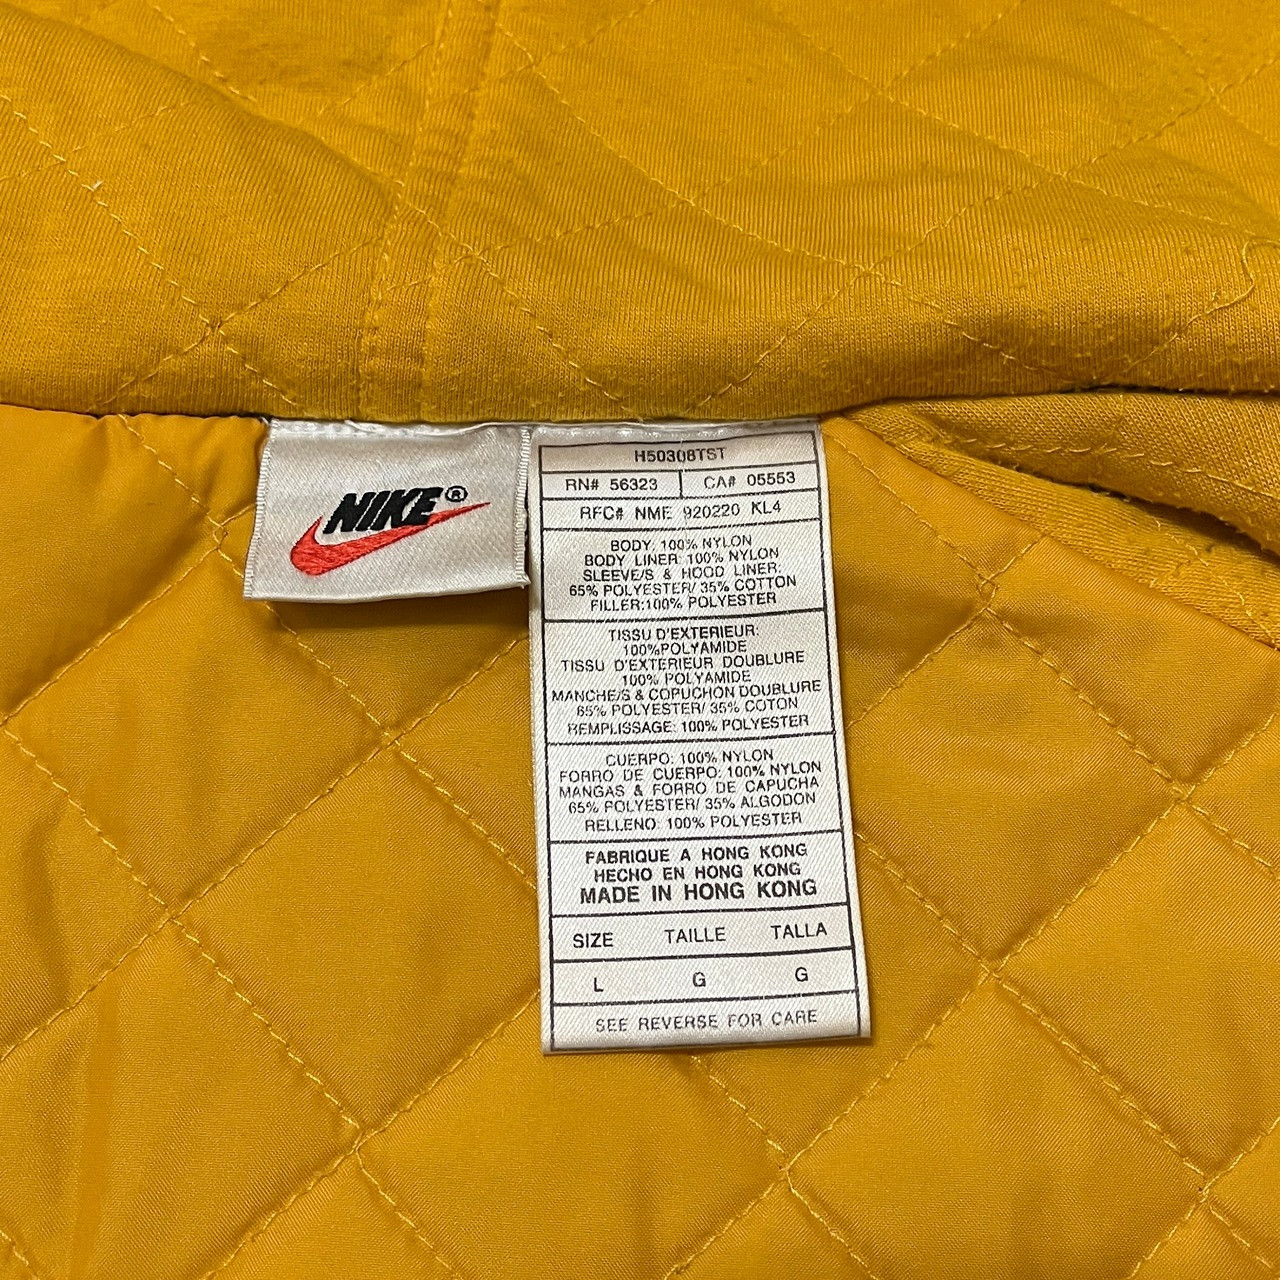 NIKE®
H50308TST
RN# 56323 CA# 05553
RFC# NME 920220 KL4
BODY: 100% NYLON
BODY LINER: 100% NYLON
SLEEVE/S & HOOD LINER:
65% POLYESTER/ 35% COTTON
FILLER:100% POLYESTER
TISSU D'EXTERIEUR:
100%POLYAMIDE
TISSU D'EXTERIEUR DOUBLURE
100% POLYAMIDE
MANCHE/S & COPUCHON DOUBLURE
65% POLYESTER/ 35% COTON
REMPLISSAGE: 100% POLYESTER
CUERPO: 100% NYLON
FORRO DE CUERPO: 100% NYLON
MANGAS & FORRO DE CAPUCHA
65% POLYESTER/ 35% ALGODON
RELLENO: 100% POLYESTER
FABRIQUE A HONG KONG
HECHO EN HONG KONG
MADE IN HONG KONG
SIZE TAILLE TALLA
L G G
SEE REVERSE FOR CARE